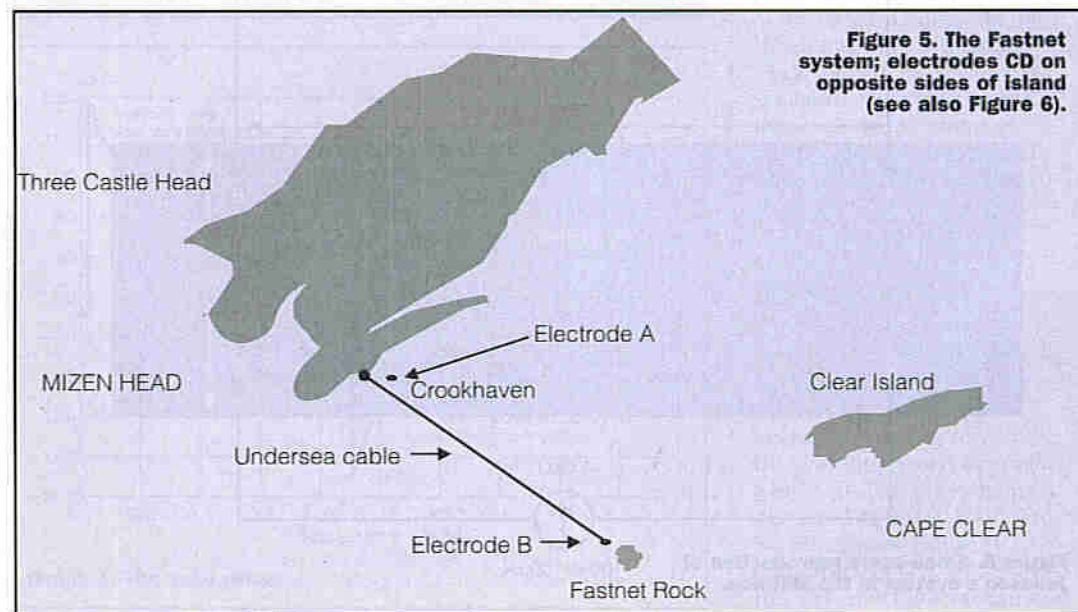 Figure 5. The Fastnet
system; electrodes CD on
opposite sides of island
(see also Figure 6).
Three Castle Head
Electrode A
MIZEN HEAD
Crookhaven
Clear Island
Undersea cable
CAPE CLEAR
Electrode B
Fastnet Rock